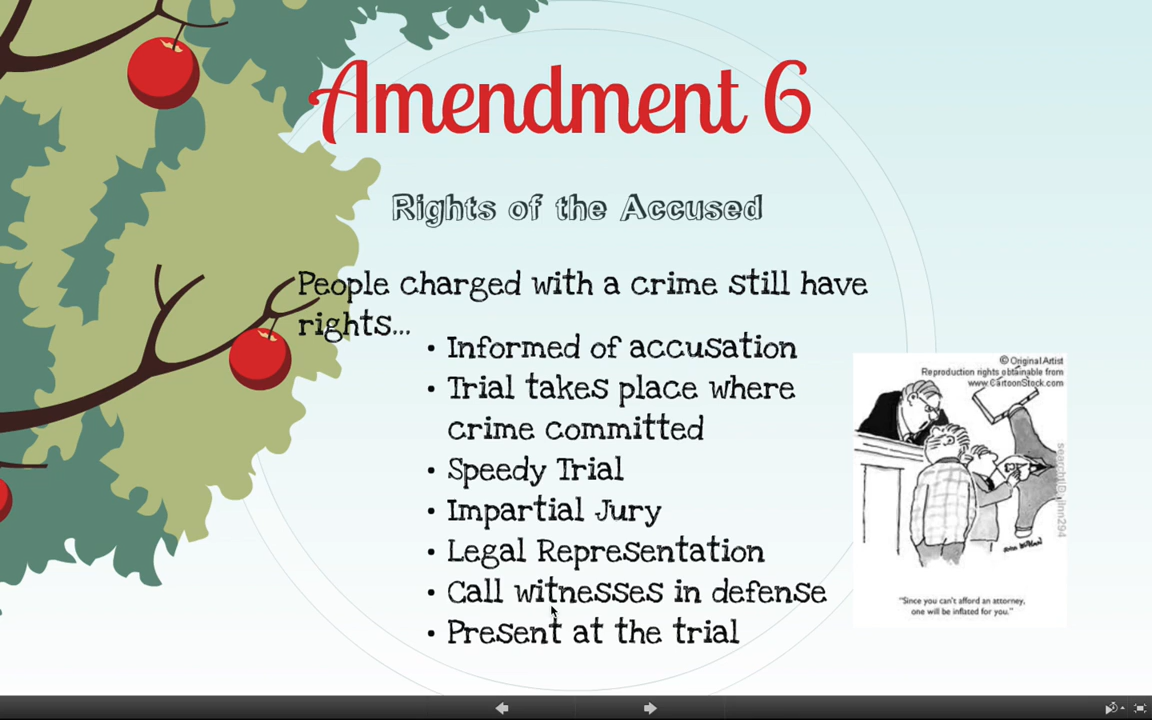 Amendment 6
Rights of the Accused
People charged with a crime still have
rights...
• Informed of accusation
• Trial takes place where
crime committed
• Speedy Trial
• Impartial Jury
• Legal Representation
• Call witnesses in defense
• Present at the trial
© Original Artist
Reproduction rights obtainable from
www.CartoonStock.com
"Since you can't afford an attorney,
one will be inflated for you."